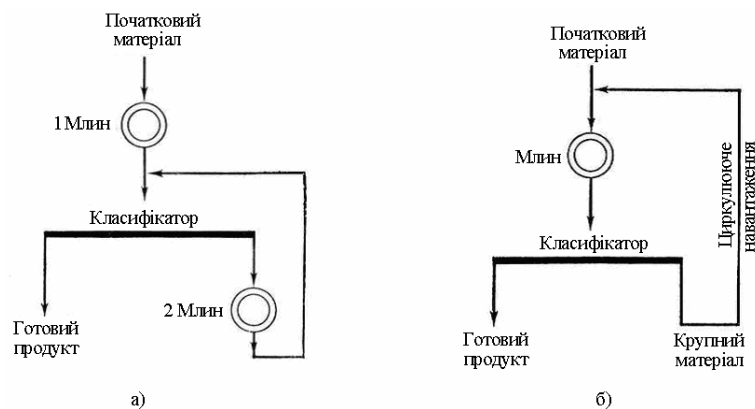 Початковий
матеріал
1 Млин
Класифікатор
2 Млин
Готовий
продукт
а)
Початковий
матеріал
Млин
Циркулююче
навантаження
Класифікатор
Готовий
продукт
Крупний
матеріал
б)